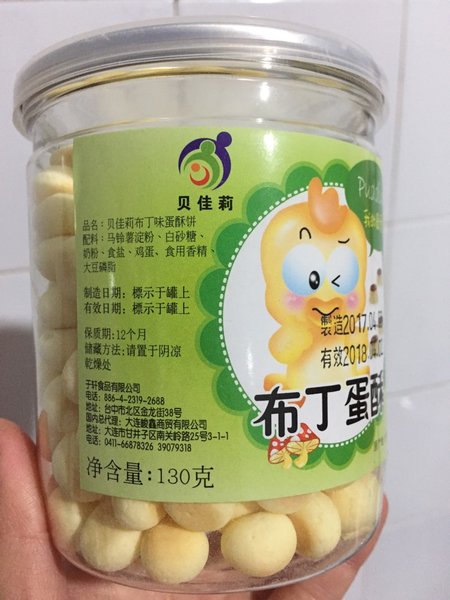 贝佳莉
品名：贝佳莉布丁味蛋酥饼
配料：马铃薯淀粉、白砂糖、
奶粉、食盐、鸡蛋、食用香精、
大豆磷脂
制造日期：標示于罐上
有效日期：標示于罐上
保质期：12个月
储藏方法：请置于阴凉
乾燥处
于轩食品有限公司
电话：886-4-2319-2688
地址：台中市北区金龙街38号
国内总代理：大连峻鑫商贸有限公司
地址：大连市甘井子区南关岭路25号3-1-1
电话：0411-66878326 39079318
净含量：130克
製造2017.04
有效2018.04.02
布丁蛋酥